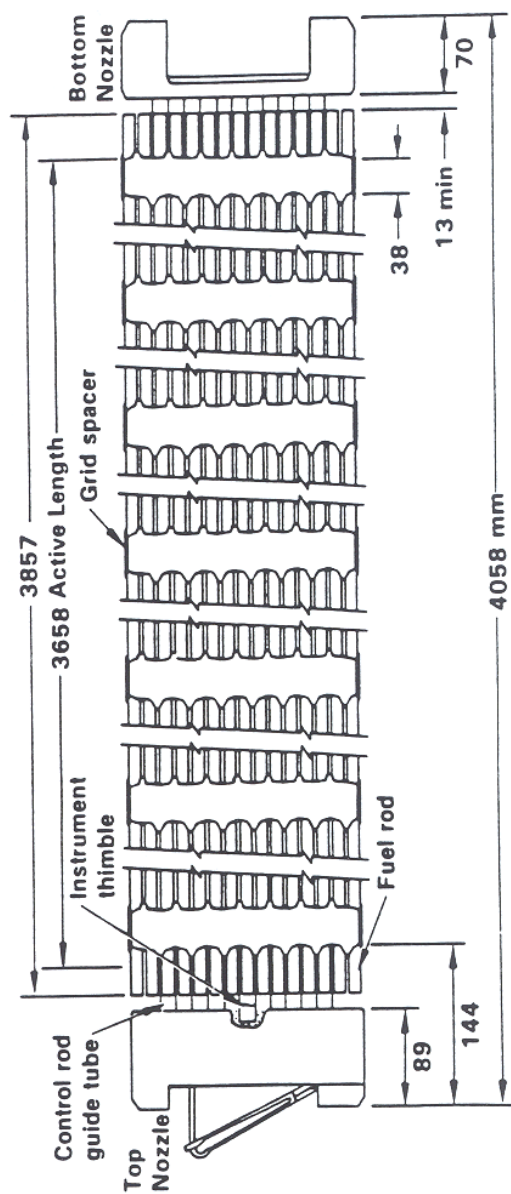 Bottom
Nozzle
70
13 min
38
3857
3658 Active Length
Grid spacer
4058 mm
Instrument
thimble
Fuel rod
Control rod
guide tube
Top
Nozzle
89
144